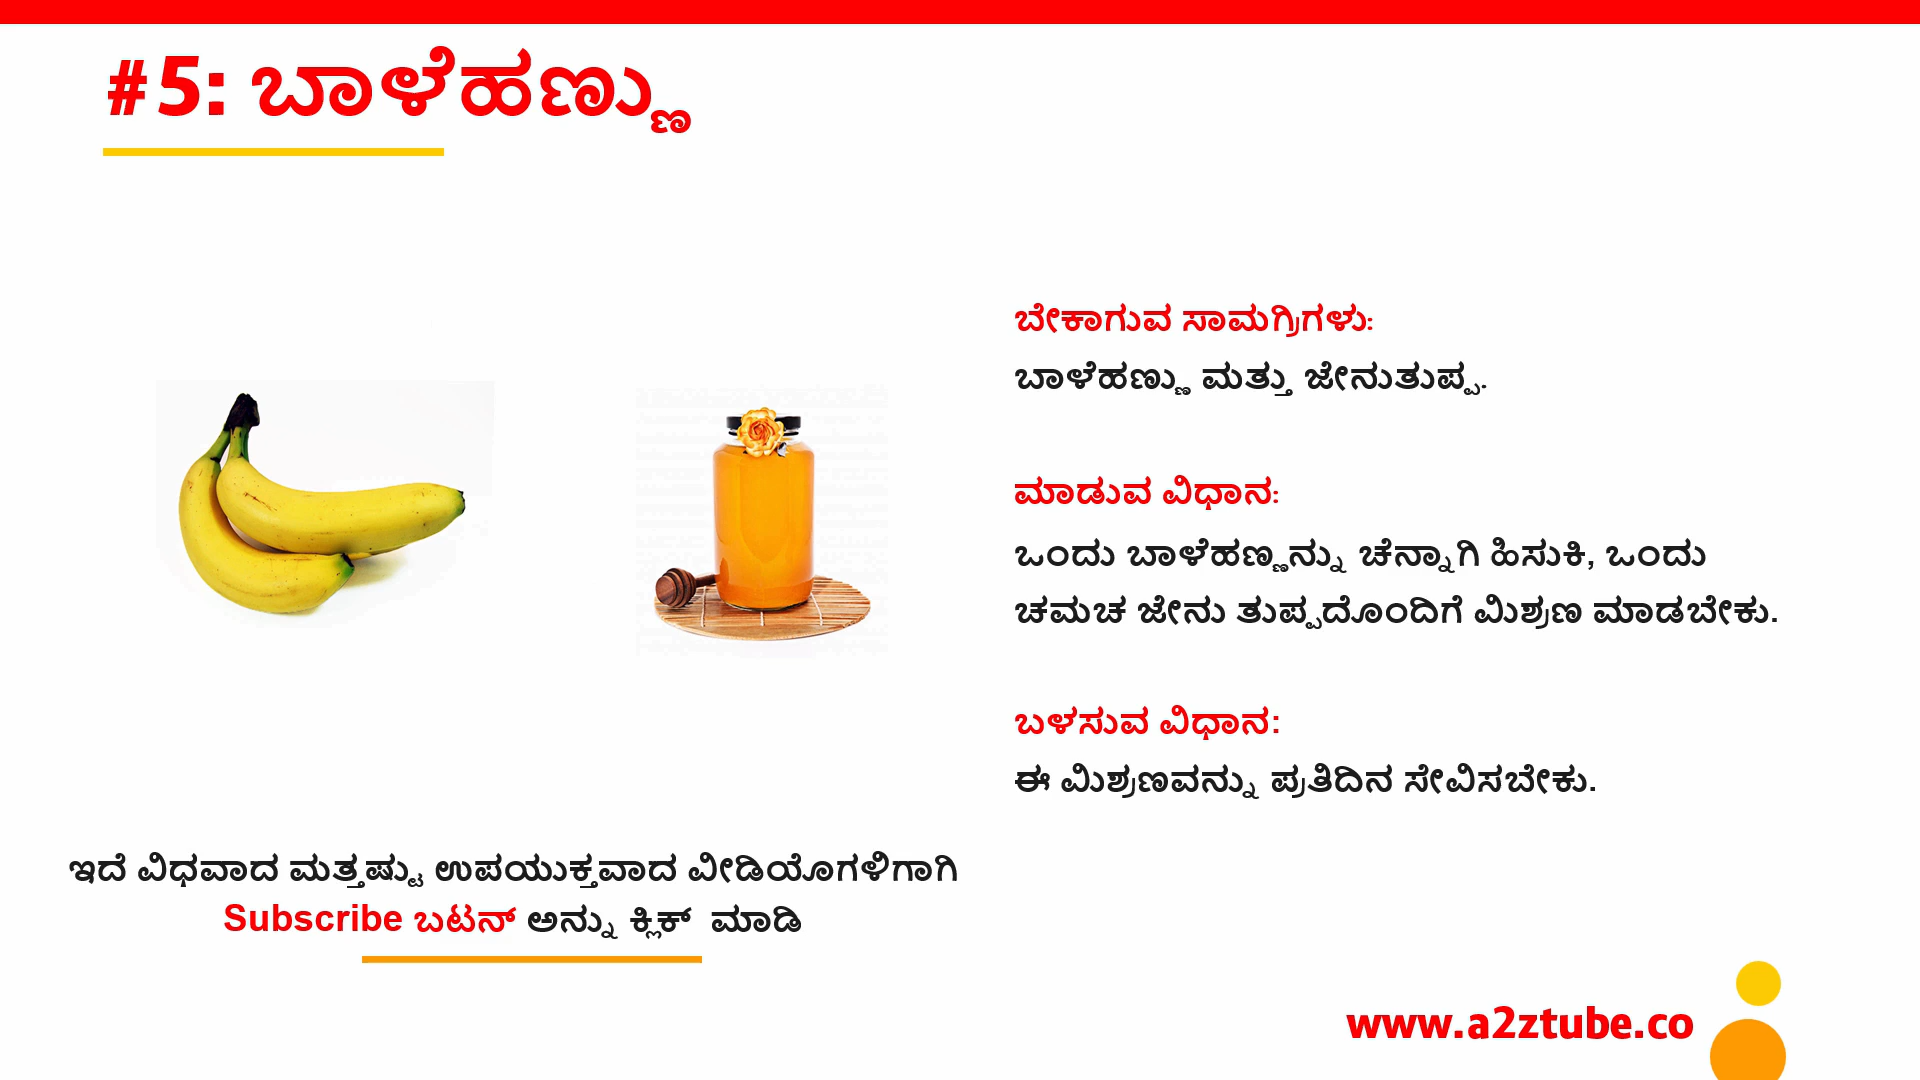 #5: ಬಾಳೆಹಣ್ಣು
ಬೇಕಾಗುವ ಸಾಮಗ್ರಿಗಳು:
ಬಾಳೆಹಣ್ಣು ಮತ್ತು ಜೇನುತುಪ್ಪ.
ಮಾಡುವ ವಿಧಾನ:
ಒಂದು ಬಾಳೆಹಣ್ಣನ್ನು ಚೆನ್ನಾಗಿ ಹಿಸುಕಿ, ಒಂದು
ಚಮಚ ಜೇನು ತುಪ್ಪದೊಂದಿಗೆ ಮಿಶ್ರಣ ಮಾಡಬೇಕು.
ಬಳಸುವ ವಿಧಾನ:
ಈ ಮಿಶ್ರಣವನ್ನು ಪ್ರತಿದಿನ ಸೇವಿಸಬೇಕು.
ಇದೆ ವಿಧವಾದ ಮತ್ತಷ್ಟು ಉಪಯುಕ್ತವಾದ ವೀಡಿಯೊಗಳಿಗಾಗಿ
Subscribe ಬಟನ್ ಅನ್ನು ಕ್ಲಿಕ್ ಮಾಡಿ
www.a2ztube.co